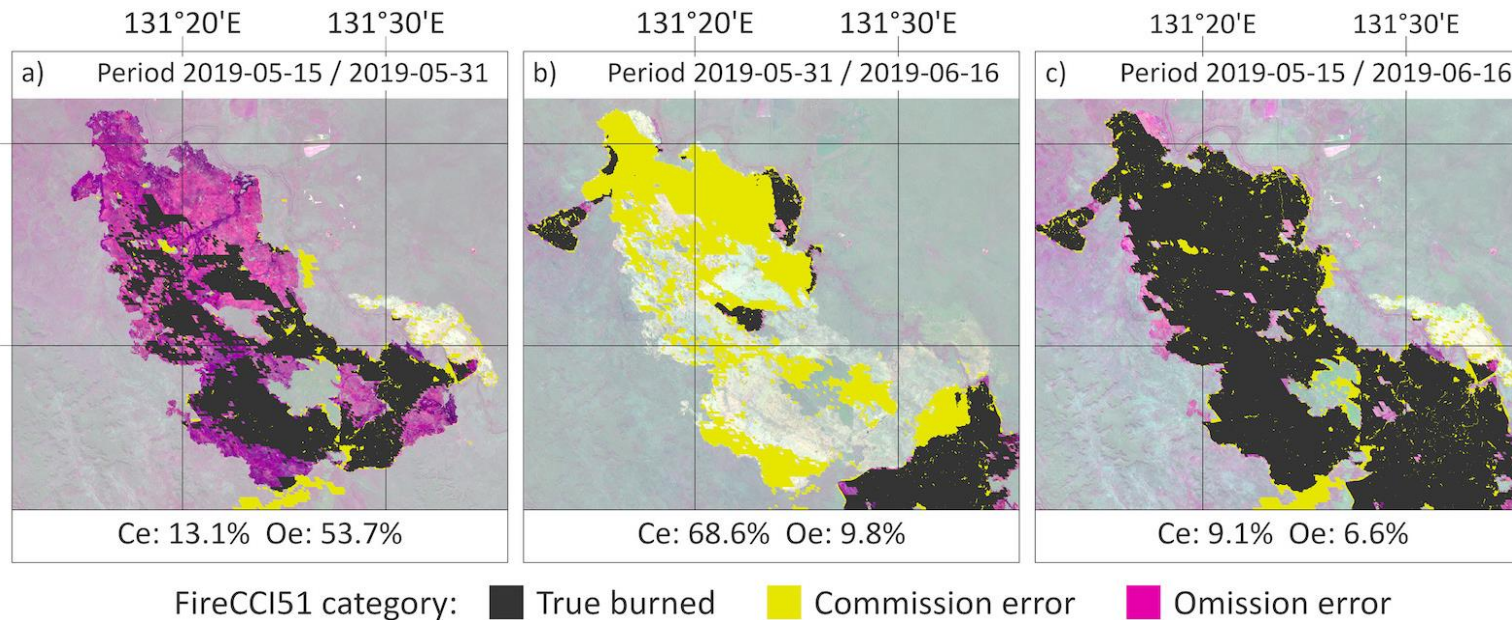 131°20'E 131°30'E 131°20'E 131°30'E 131°20'E 131°30'E
a) Period 2019-05-15 / 2019-05-31
b) Period 2019-05-31 / 2019-06-16
c) Period 2019-05-15 / 2019-06-16
Ce: 13.1% Oe: 53.7%
Ce: 68.6% Oe: 9.8%
Ce: 9.1% Oe: 6.6%
FireCCI51 category: True burned Commission error Omission error